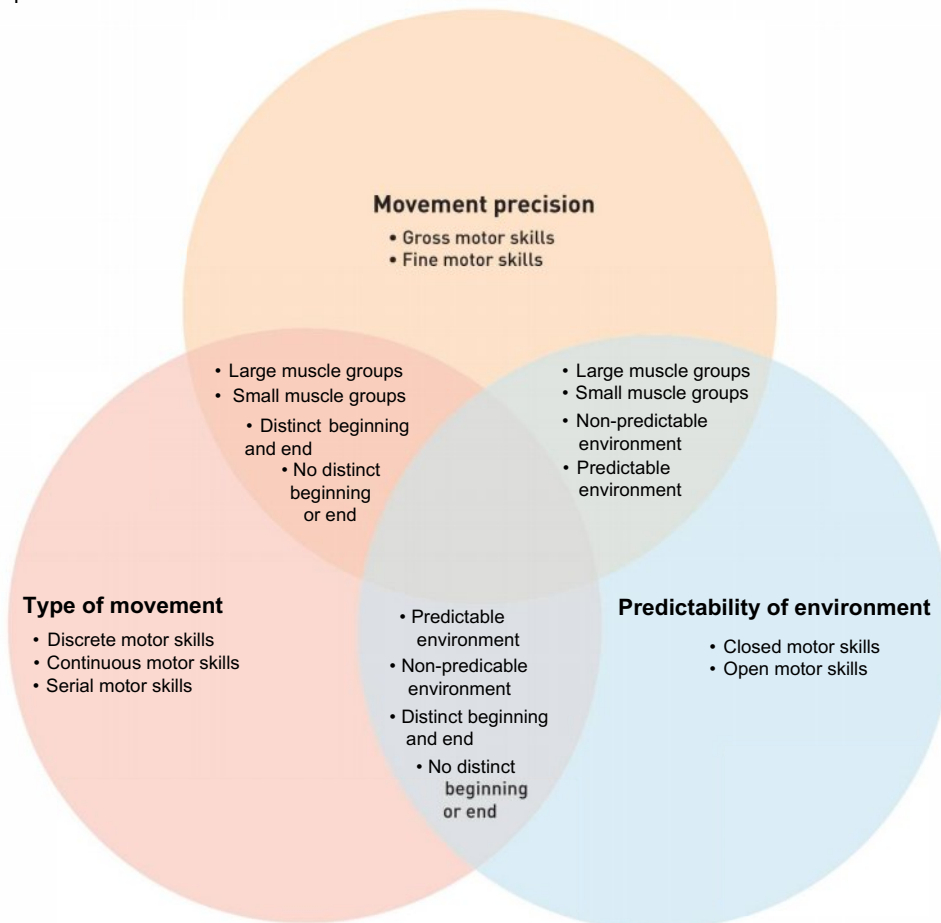 Movement precision
• Gross motor skills
• Fine motor skills
• Large muscle groups
• Small muscle groups
• Distinct beginning
and end
• No distinct
beginning
or end
• Large muscle groups
• Small muscle groups
• Non-predictable
environment
• Predictable
environment
Type of movement
• Discrete motor skills
• Continuous motor skills
• Serial motor skills
• Predictable
environment
• Non-predicable
environment
• Distinct beginning
and end
• No distinct
beginning
or end
Predictability of environment
• Closed motor skills
• Open motor skills